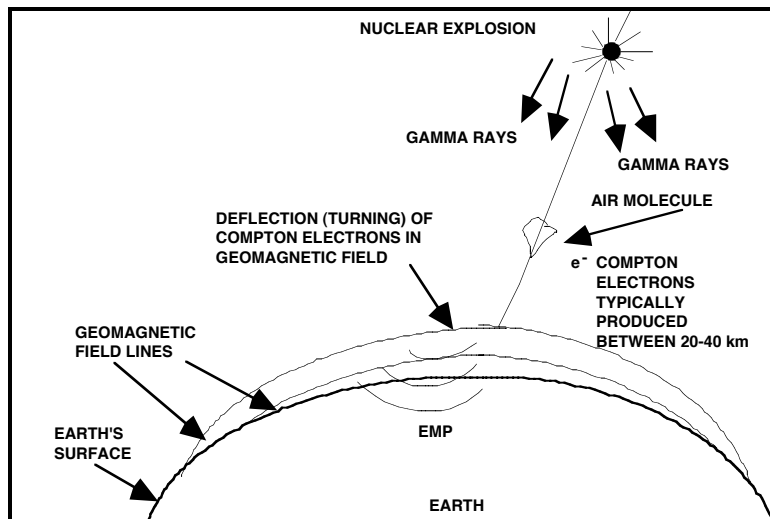 NUCLEAR EXPLOSION
GAMMA RAYS
GAMMA RAYS
AIR MOLECULE
DEFLECTION (TURNING) OF
COMPTON ELECTRONS IN
GEOMAGNETIC FIELD
e- COMPTON
ELECTRONS
TYPICALLY
PRODUCED
BETWEEN 20-40 km
GEOMAGNETIC
FIELD LINES
EARTH'S
SURFACE
EMP
EARTH